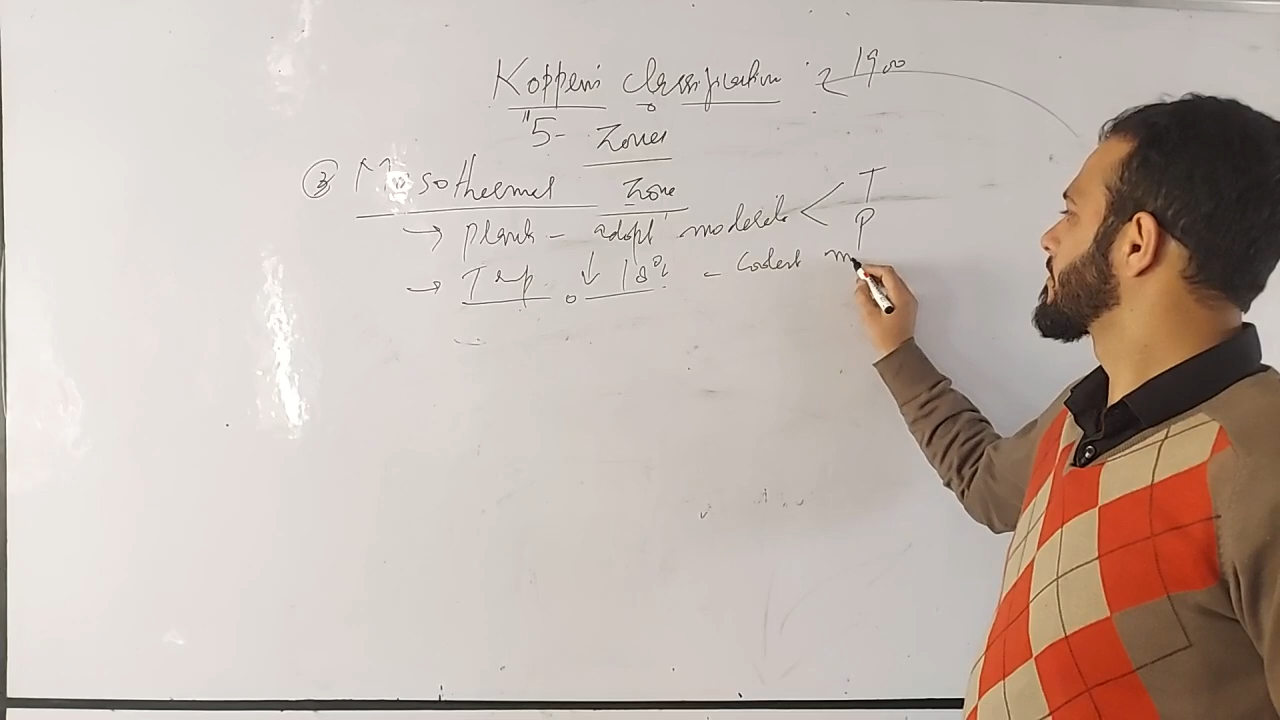 Koppen's Classification : ~ 1900
"5- Zones
③ Mesothermal Zone
→ Plants - adopt moderate < T
P
→ Temp. ↓ 18°C - Coldest m